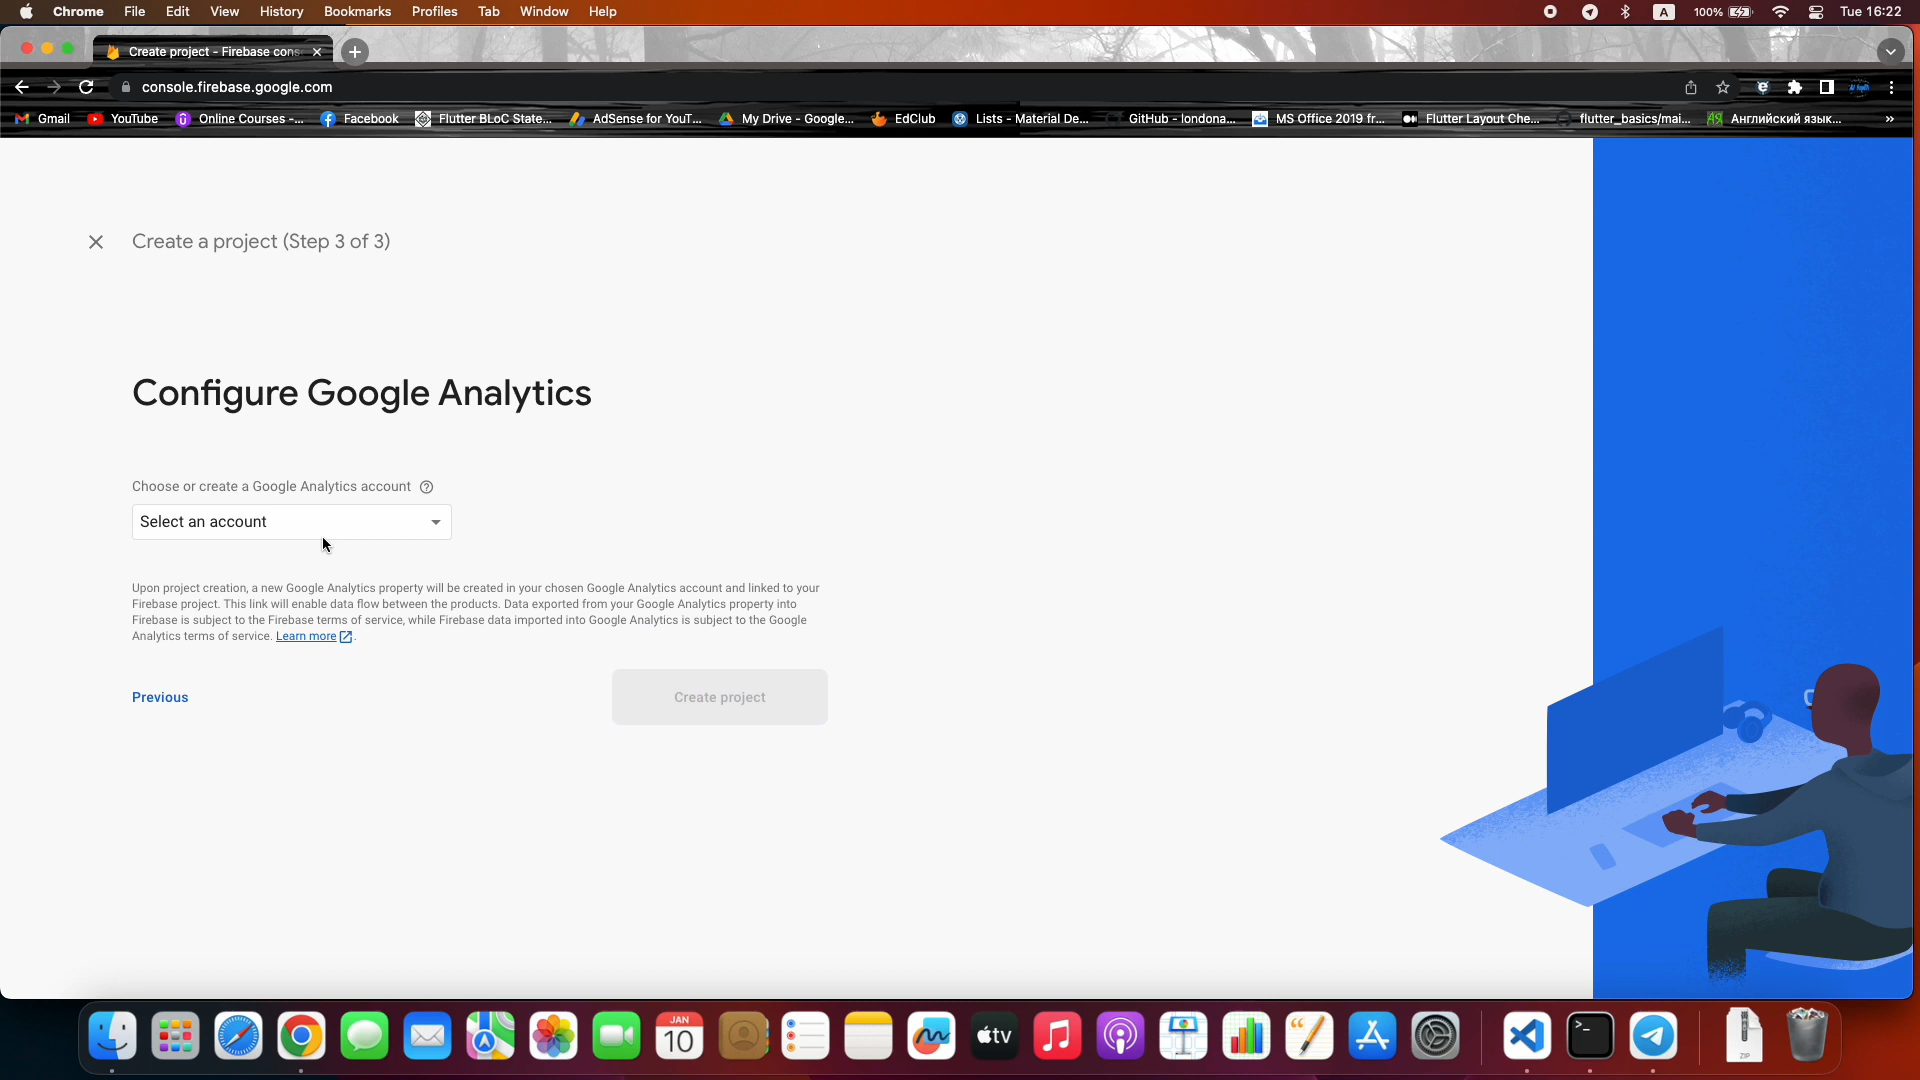 Chrome File Edit View History Bookmarks Profiles Tab Window Help A 100% Tue 16:22
Create project - Firebase cons
console.firebase.google.com
Gmail YouTube Online Courses -... Facebook Flutter BLoC State... AdSense for YouT... My Drive - Google... EdClub Lists - Material De... GitHub - londona... MS Office 2019 fr... Flutter Layout Che... flutter_basics/mai... АЯ Английский язык... »
Create a project (Step 3 of 3)
Configure Google Analytics
Choose or create a Google Analytics account
Select an account
Upon project creation, a new Google Analytics property will be created in your chosen Google Analytics account and linked to your
Firebase project. This link will enable data flow between the products. Data exported from your Google Analytics property into
Firebase is subject to the Firebase terms of service, while Firebase data imported into Google Analytics is subject to the Google
Analytics terms of service. Learn more.
Previous
Create project
JAN
10
tv
ZIP